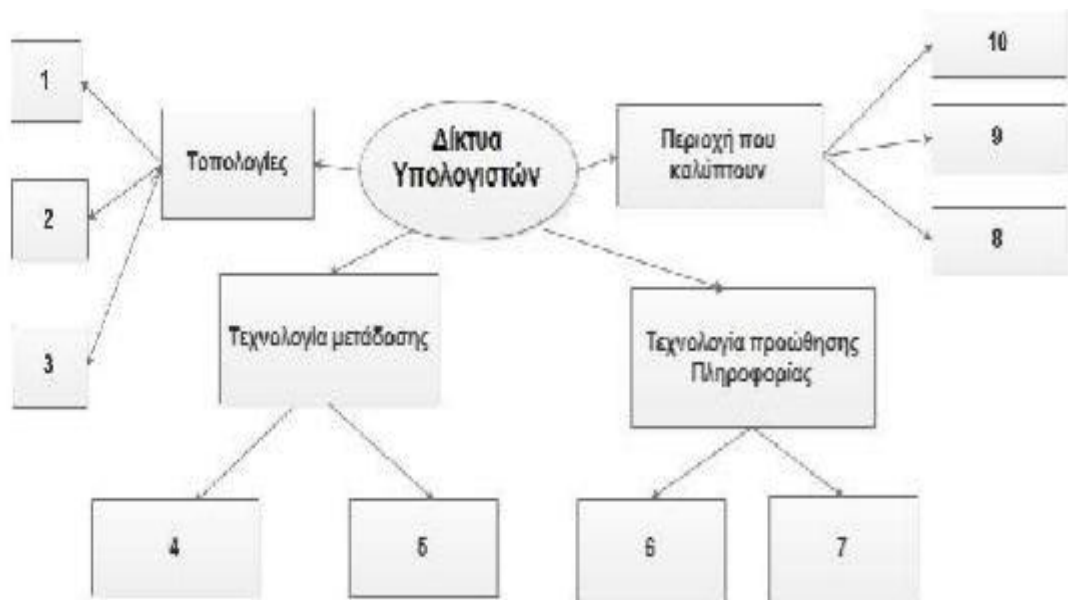 1
10
9
Δίκτυα
Υπολογιστών
Περιοχή που
καλύπτουν
Τοπολογίες
2
8
Τεχνολογία μετάδοσης
Τεχνολογία προώθησης
Πληροφορίας
3
4
5
6
7